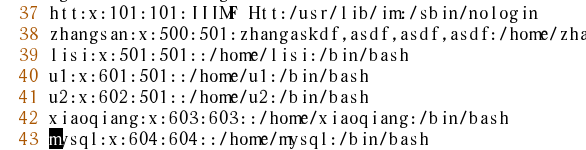 37 htt:x:101:101:IIIMF Htt:/usr/lib/im:/sbin/nologin
38 zhangsan:x:500:501:zhangaskdf,asdf,asdf,asdf:/home/zha
39 lisi:x:501:501::/home/lisi:/bin/bash
40 u1:x:601:501::/home/u1:/bin/bash
41 u2:x:602:501::/home/u2:/bin/bash
42 xiaoqiang:x:603:603::/home/xiaoqiang:/bin/bash
43 mysql:x:604:604::/home/mysql:/bin/bash